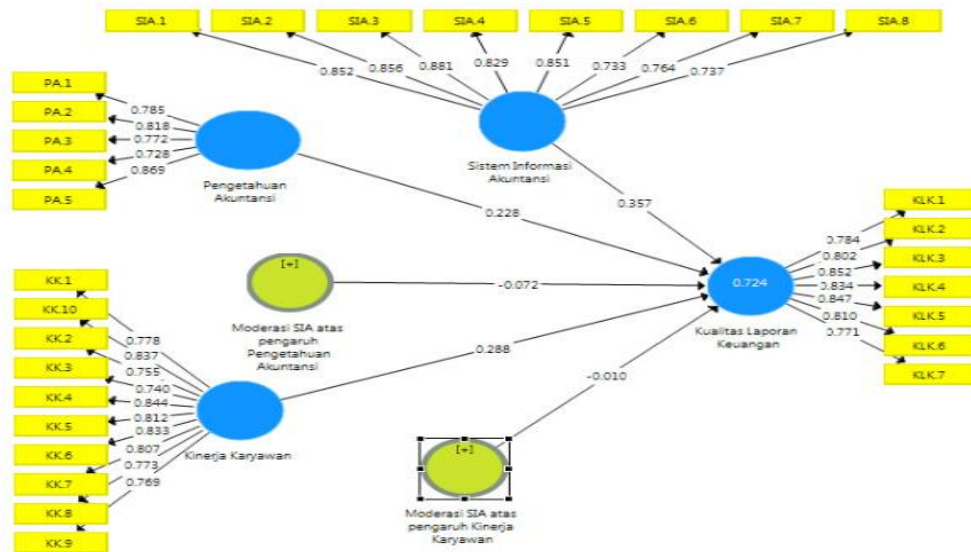 SIA.1
SIA.2
SIA.3
SIA.4
SIA.5
SIA.6
SIA.7
SIA.8
0.852
0.856
0.881
0.829
0.851
0.733
0.764
0.737
PA.1
PA.2
PA.3
PA.4
PA.5
0.785
0.818
0.772
0.728
0.869
Pengetahuan
Akuntansi
Sistem Informasi
Akuntansi
0.357
0.228
[+]
Moderasi SIA atas
pengaruh
Pengetahuan
Akuntansi
-0.072
0.724
Kualitas Laporan
Keuangan
KLK.1
KLK.2
KLK.3
KLK.4
KLK.5
KLK.6
KLK.7
0.784
0.802
0.852
0.834
0.847
0.810
0.771
KK.1
KK.10
KK.2
KK.3
KK.4
KK.5
KK.6
KK.7
KK.8
KK.9
0.778
0.837
0.755
0.740
0.844
0.812
0.833
0.807
0.773
0.769
Kinerja Karyawan
0.288
-0.010
[+]
Moderasi SIA atas
pengaruh Kinerja
Karyawan